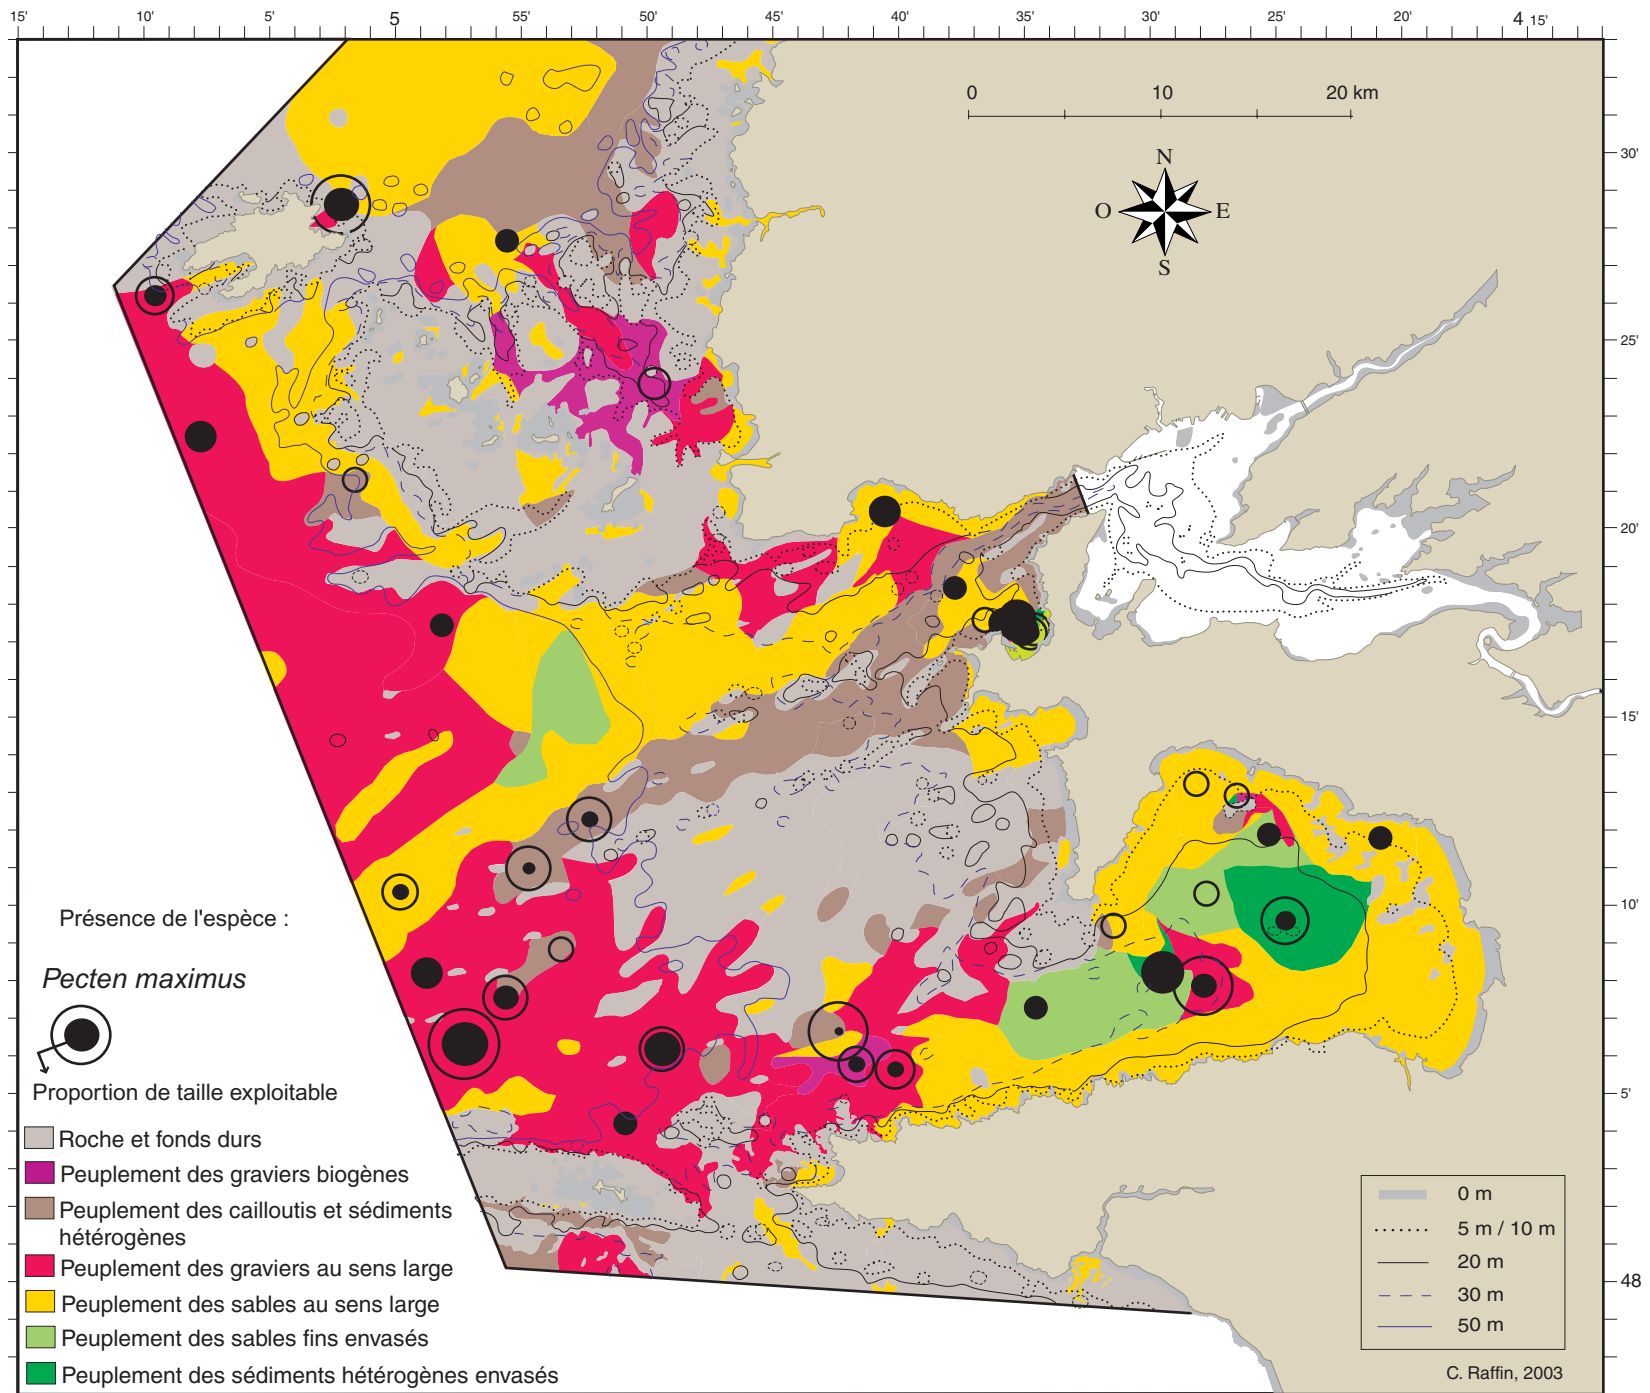 15' 10' 5' 5 55' 50' 45' 40' 35' 30' 25' 20' 4 15'
0 10 20 km
N
O E
S
30'
25'
20'
15'
10'
5'
48
Présence de l'espèce :
Pecten maximus
Proportion de taille exploitable
Roche et fonds durs
Peuplement des graviers biogènes
Peuplement des cailloutis et sédiments
hétérogènes
Peuplement des graviers au sens large
Peuplement des sables au sens large
Peuplement des sables fins envasés
Peuplement des sédiments hétérogènes envasés
0 m
5 m / 10 m
20 m
30 m
50 m
C. Raffin, 2003